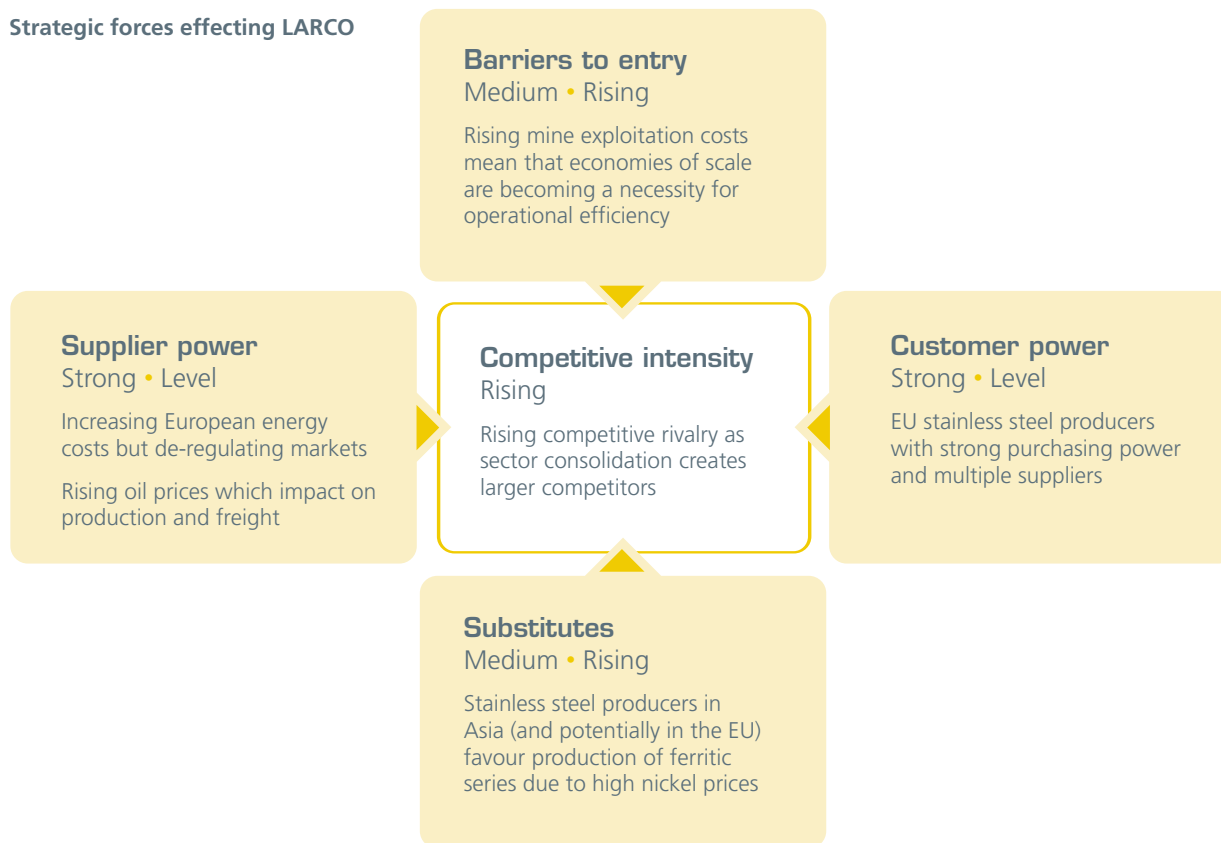 Strategic forces effecting LARCO
Barriers to entry
Medium • Rising
Rising mine exploitation costs
mean that economies of scale
are becoming a necessity for
operational efficiency
Supplier power
Strong • Level
Increasing European energy
costs but de-regulating markets
Rising oil prices which impact on
production and freight
Competitive intensity
Rising
Rising competitive rivalry as
sector consolidation creates
larger competitors
Customer power
Strong • Level
EU stainless steel producers
with strong purchasing power
and multiple suppliers
Substitutes
Medium • Rising
Stainless steel producers in
Asia (and potentially in the EU)
favour production of ferritic
series due to high nickel prices